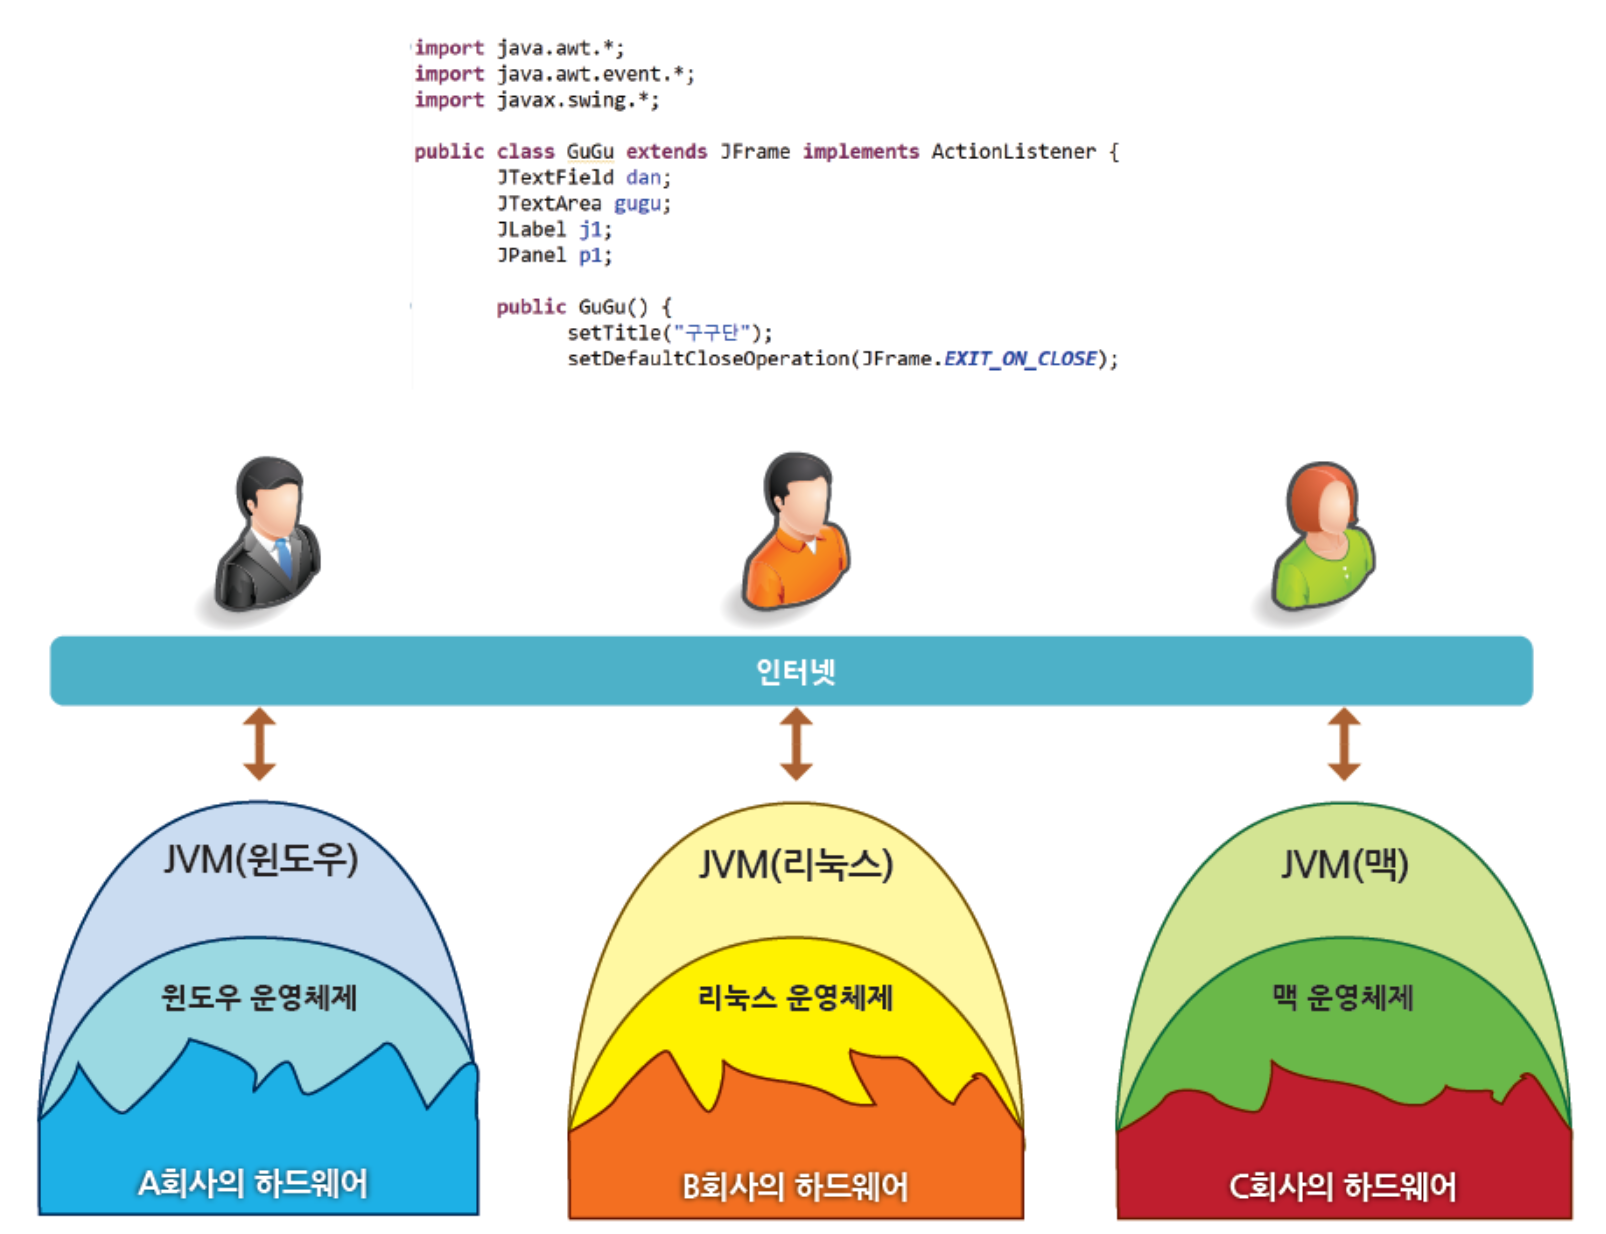 import java.awt.*;
import java.awt.event.*;
import javax.swing.*;
public class GuGu extends JFrame implements ActionListener {
JTextField dan;
JTextArea gugu;
JLabel j1;
JPanel p1;
public GuGu() {
setTitle("구구단");
setDefaultCloseOperation(JFrame.EXIT_ON_CLOSE);
인터넷
JVM(윈도우)
JVM(리눅스)
JVM(맥)
윈도우 운영체제
리눅스 운영체제
맥 운영체제
A회사의 하드웨어
B회사의 하드웨어
C회사의 하드웨어